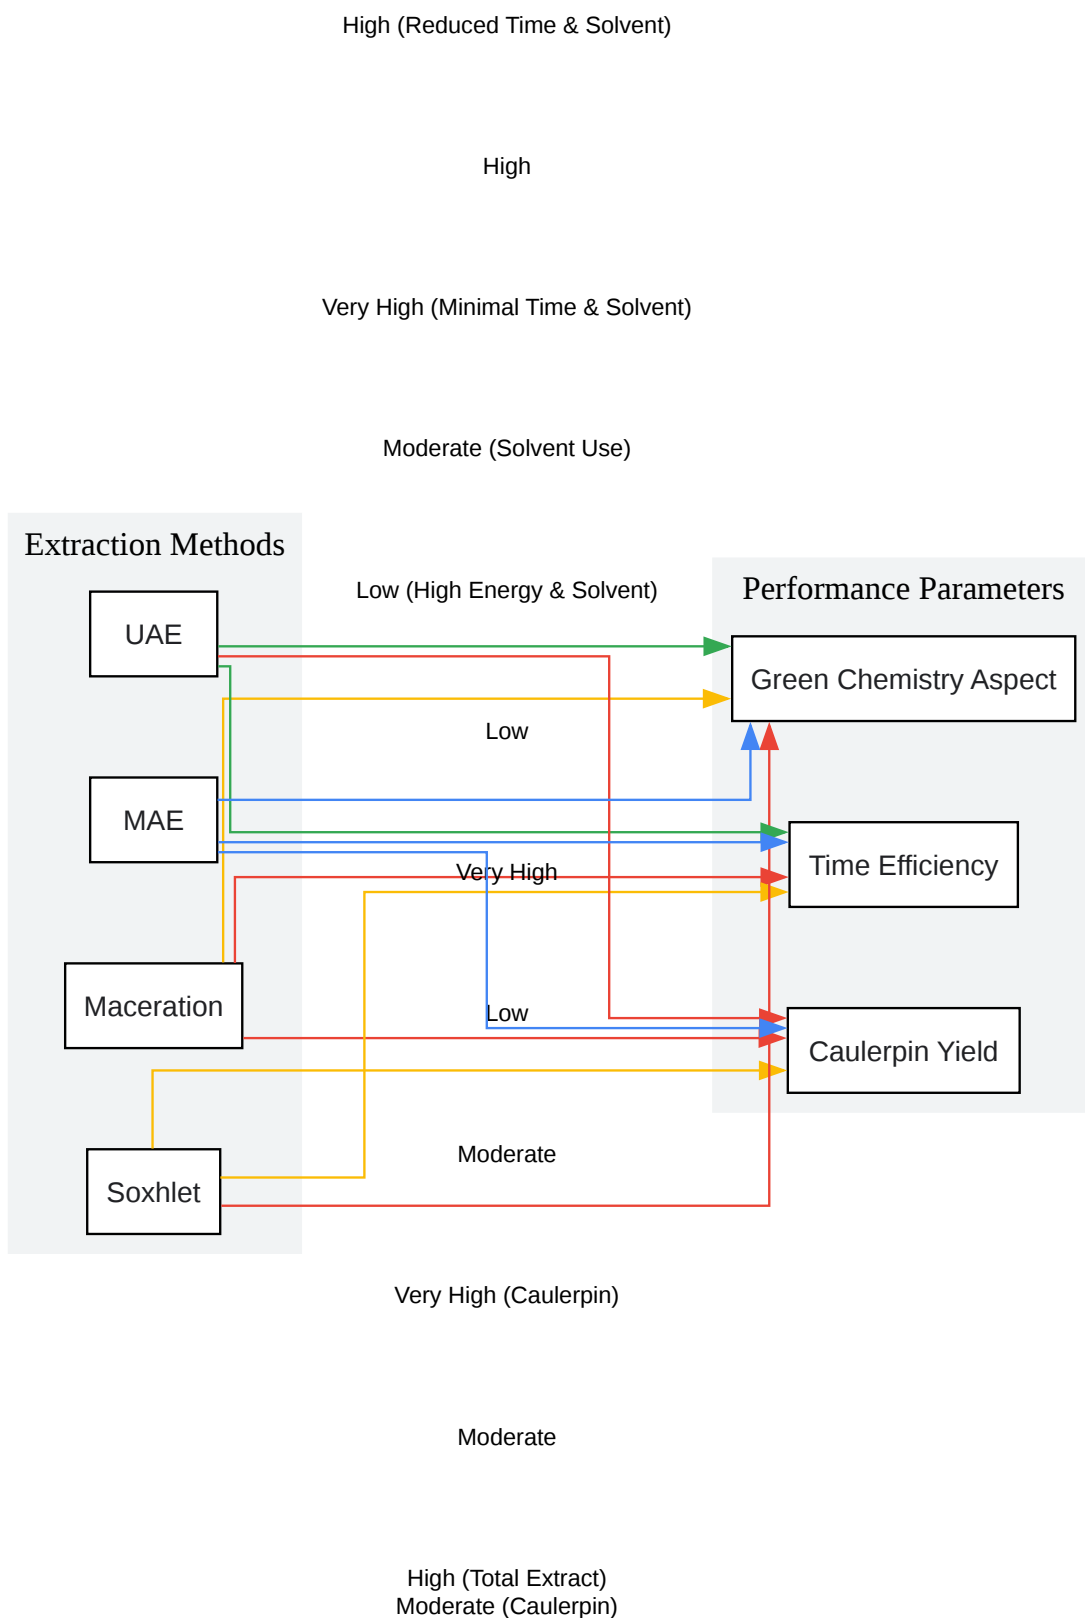 High (Reduced Time & Solvent)
High
Very High (Minimal Time & Solvent)
Moderate (Solvent Use)
Extraction Methods
Low (High Energy & Solvent)
Performance Parameters
UAE
Green Chemistry Aspect
Low
MAE
Time Efficiency
Very High
Maceration
Low
Caulerpin Yield
Moderate
Soxhlet
Very High (Caulerpin)
Moderate
High (Total Extract)
Moderate (Caulerpin)